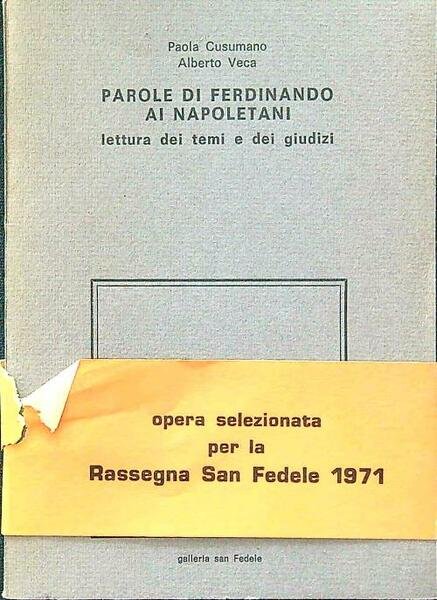 Paola Cusumano
Alberto Veca
PAROLE DI FERDINANDO
AI NAPOLETANI
lettura dei temi e dei giudizi
opera selezionata
per la
Rassegna San Fedele 1971
galleria san Fedele